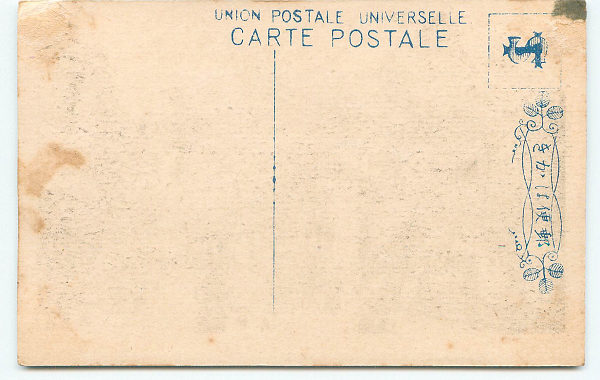 UNION POSTALE UNIVERSELLE
CARTE POSTALE
郵便はかき